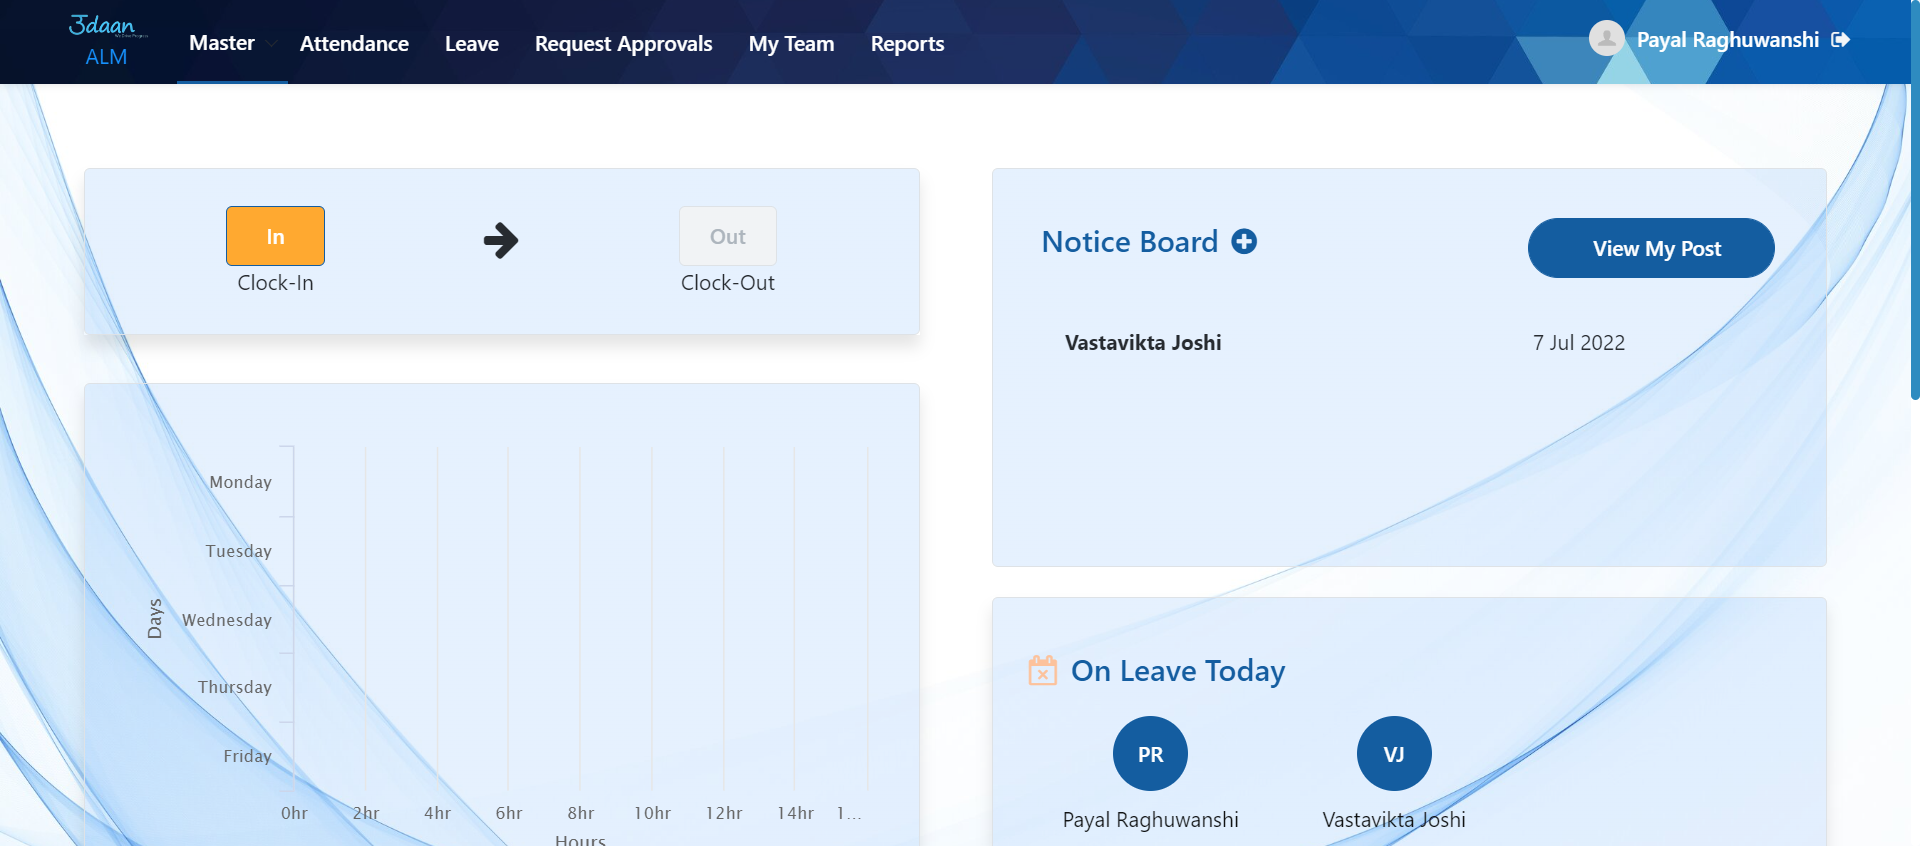 उdaan
ALM
Master
Attendance
Leave
Request Approvals
My Team
Reports
Payal Raghuwanshi
In
Clock-In
Out
Clock-Out
Notice Board
View My Post
Vastavikta Joshi
7 Jul 2022
Days
Monday
Tuesday
Wednesday
Thursday
Friday
0hr 2hr 4hr 6hr 8hr 10hr 12hr 14hr 1...
Hours
On Leave Today
PR
Payal Raghuwanshi
VJ
Vastavikta Joshi